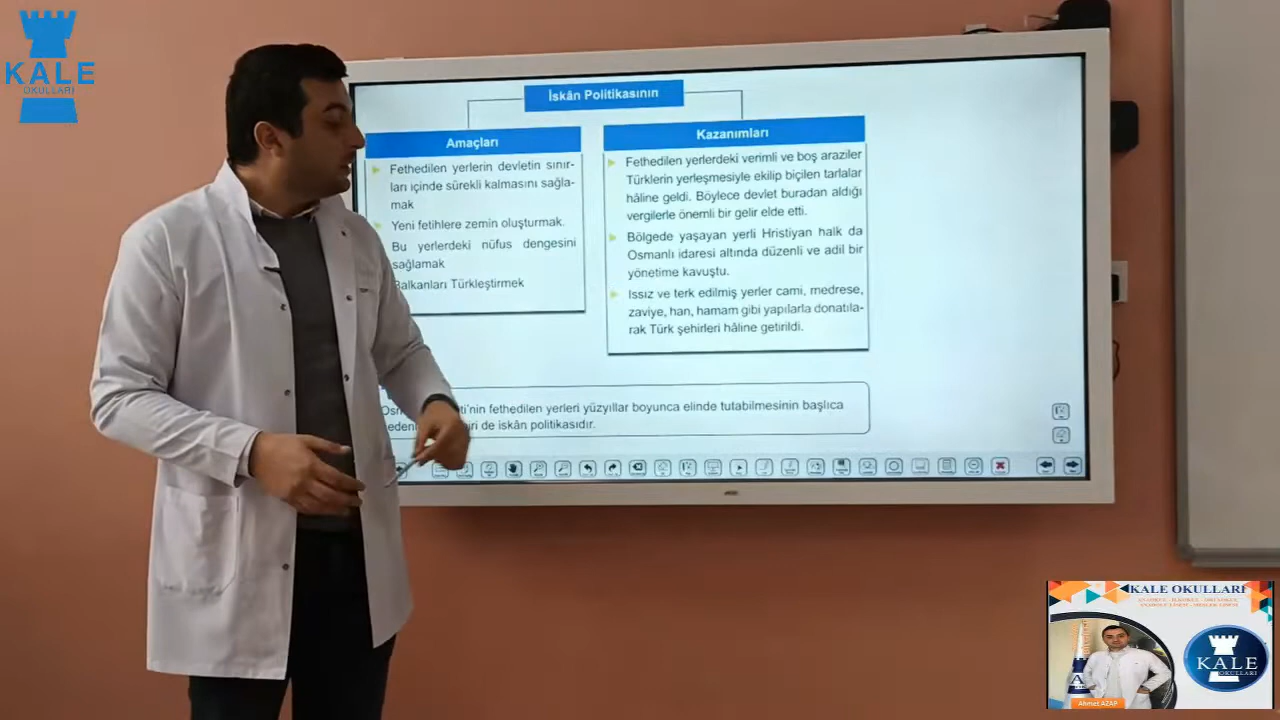 KALE
OKULLARI
İskân Politikasının
Amaçları
Fethedilen yerlerin devletin sınır-
ları içinde sürekli kalmasını sağla-
mak
Yeni fetihlere zemin oluşturmak.
Bu yerlerdeki nüfus dengesini
sağlamak
Balkanları Türkleştirmek
Kazanımları
Fethedilen yerlerdeki verimli ve boş araziler
Türklerin yerleşmesiyle ekilip biçilen tarlalar
hâline geldi. Böylece devlet buradan aldığı
vergilerle önemli bir gelir elde etti.
Bölgede yaşayan yerli Hristiyan halk da
Osmanlı idaresi altında düzenli ve adil bir
yönetime kavuştu.
Issız ve terk edilmiş yerler cami, medrese,
zaviye, han, hamam gibi yapılarla donatıla-
rak Türk şehirleri hâline getirildi.
fethedilen yerleri yüzyıllar boyunca elinde tutabilmesinin başlıca
de iskân politikasıdır.
KALE OKULLARI
KALE
OKULLARI
Ahmet AZAP